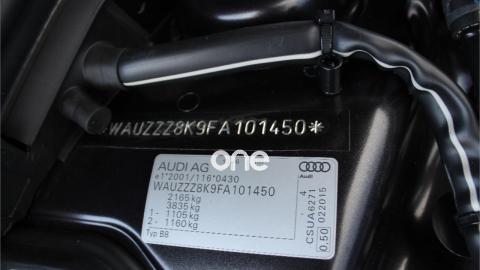 *WAUZZZ8K9FA101450*
one
AUDI AG
e1*2001/116*0430
WAUZZZ8K9FA101450
2165 kg
3835 kg
1- 1105 kg
2- 1160 kg
Typ B8
Audi
CSUA6271 4
0.50 022015